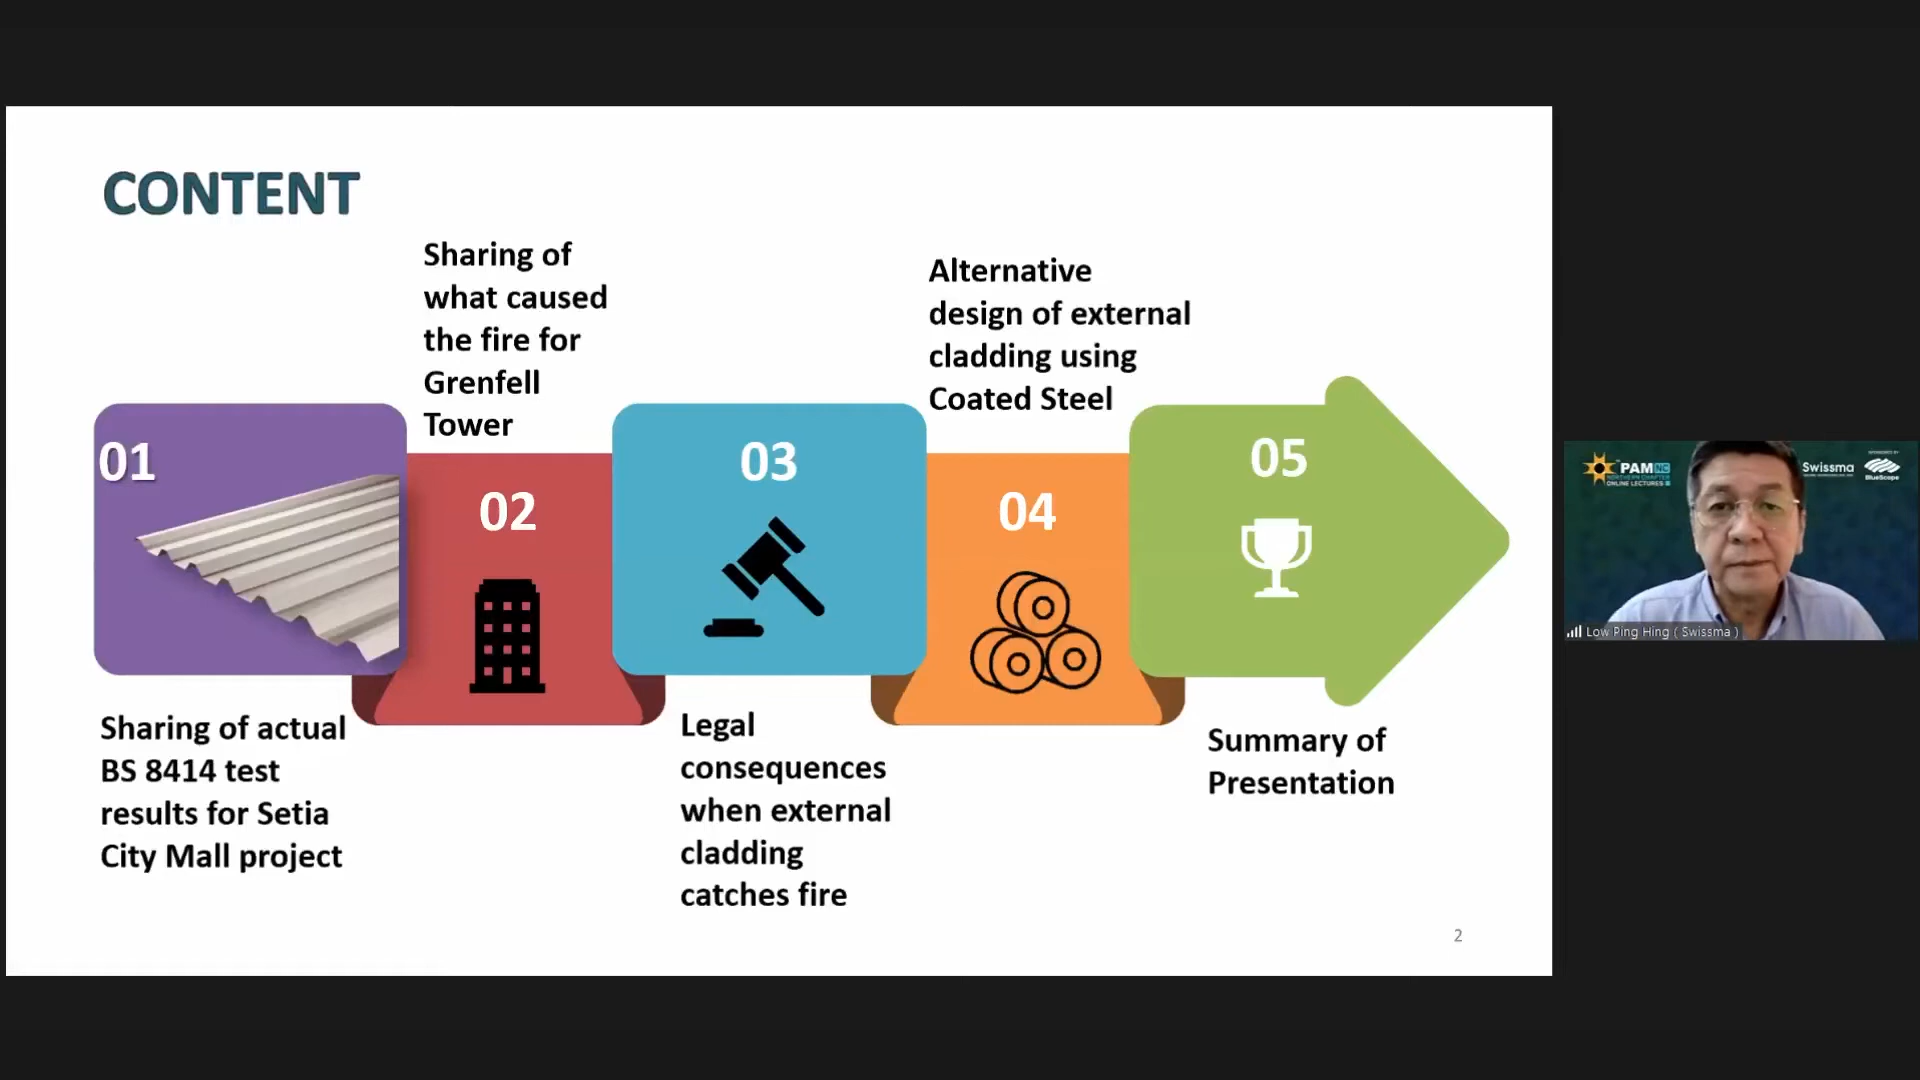 CONTENT
01
Sharing of actual
BS 8414 test
results for Setia
City Mall project
Sharing of
what caused
the fire for
Grenfell
Tower
02
03
Legal
consequences
when external
cladding
catches fire
Alternative
design of external
cladding using
Coated Steel
04
05
Summary of
Presentation
2
PAM NC
NORTHERN CHAPTER
ONLINE LECTURES
Swissma
SPONSORED BY
BlueScope
Low Ping Hing ( Swissma )